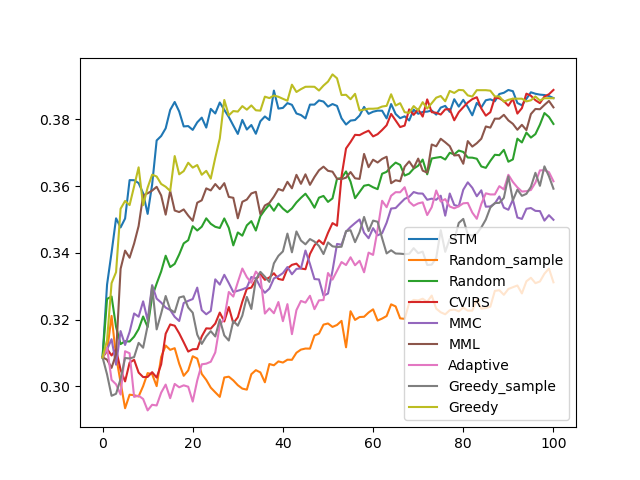 0.38
0.36
0.34
0.32
0.30
0
20
40
60
80
100
STM
Random_sample
Random
CVIRS
MMC
MML
Adaptive
Greedy_sample
Greedy